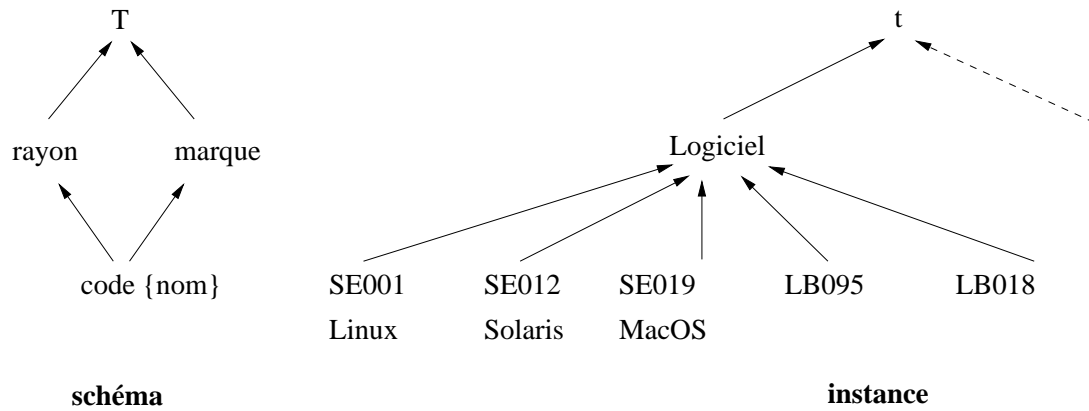 T
t
rayon
marque
Logiciel
code {nom}
SE001
SE012
SE019
LB095
LB018
Linux
Solaris
MacOS
schéma
instance